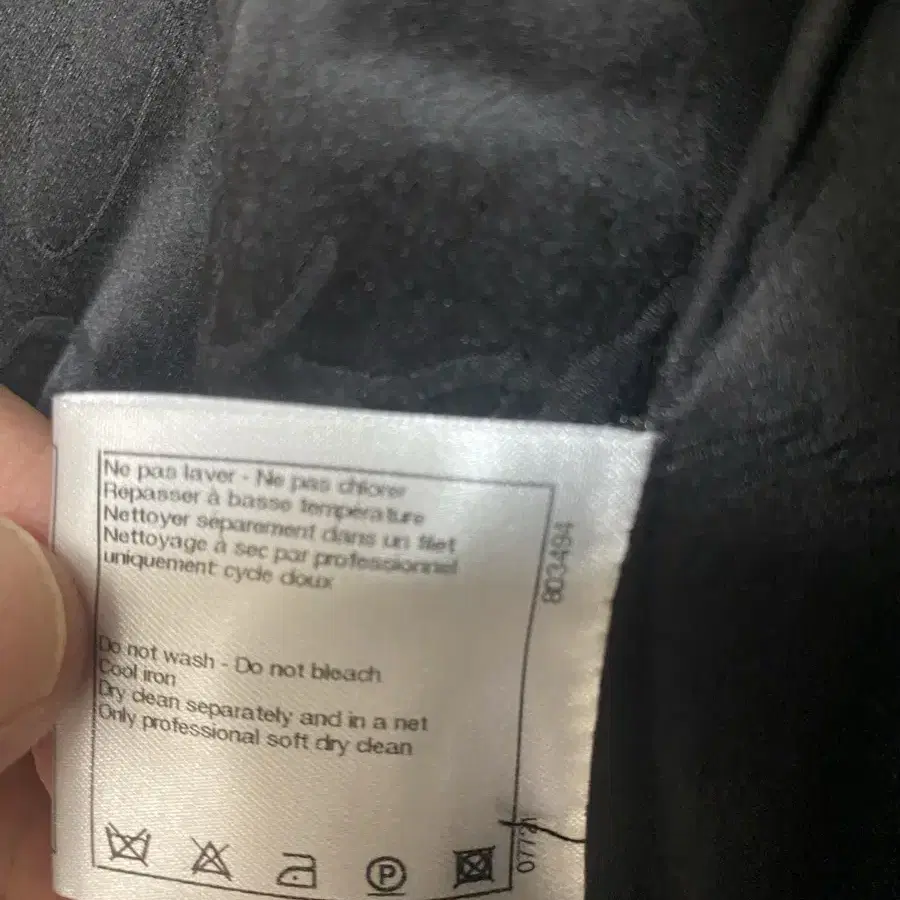 Ne pas laver - Ne pas chlorer
Repasser à basse température
Nettoyer séparement dans un filet
Nettoyage à sec par professionnel
uniquement cycle doux
803494
Do not wash - Do not bleach
Cool iron
Dry clean separately and in a net
Only professional soft dry clean
P